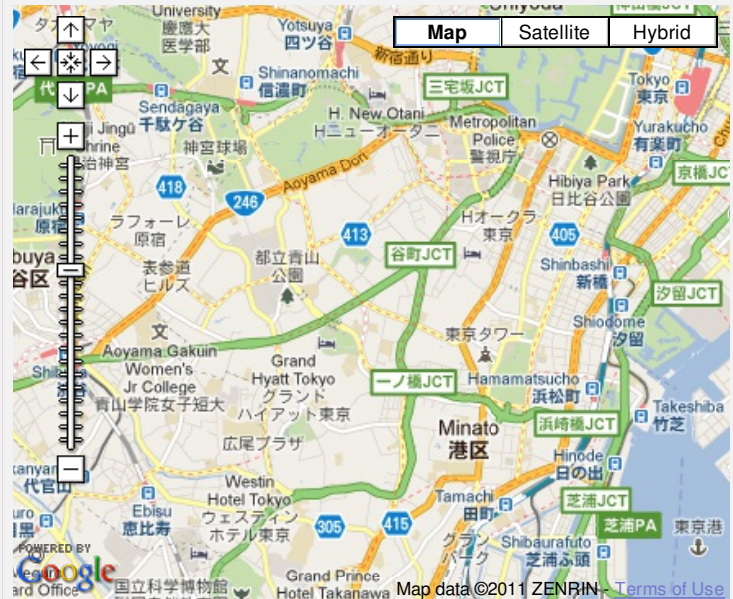 University
慶應大
医学部
Yotsuya
四ツ谷
新宿通り
Map
Satellite
Hybrid
Shinanomachi
信濃町
三宅坂JCT
Tokyo
東京
Sendagaya
千駄ケ谷
H. New Otani
Hニューオータニ
Metropolitan
Police
警視庁
Yurakucho
有楽町
神宮球場
Aoyama Dori
Hibiya Park
日比谷公園
418
246
ラフォーレ
原宿
413
Hオークラ
東京
405
表参道
ヒルズ
都立青山
公園
谷町JCT
Shinbashi
新橋
汐留JCT
Shiodome
汐留
文
東京タワー
Aoyama Gakuin
Women's
Jr College
青山学院女子短大
Grand
Hyatt Tokyo
グランド
ハイアット東京
一ノ橋JCT
Hamamatsucho
浜松町
Takeshiba
竹芝
広尾プラザ
Minato
港区
浜崎橋JCT
Hinode
日の出
代官山
Westin
Hotel Tokyo
ウェスティン
ホテル東京
Ebisu
恵比寿
Tamachi
田町
芝浦JCT
芝浦PA
東京港
305
415
グラン
パーク
Shibaurafuto
芝浦ふ頭
POWERED BY
Google
国立科学博物館
Grand Prince
Hotel Takanawa
Map data ©2011 ZENRIN - Terms of Use